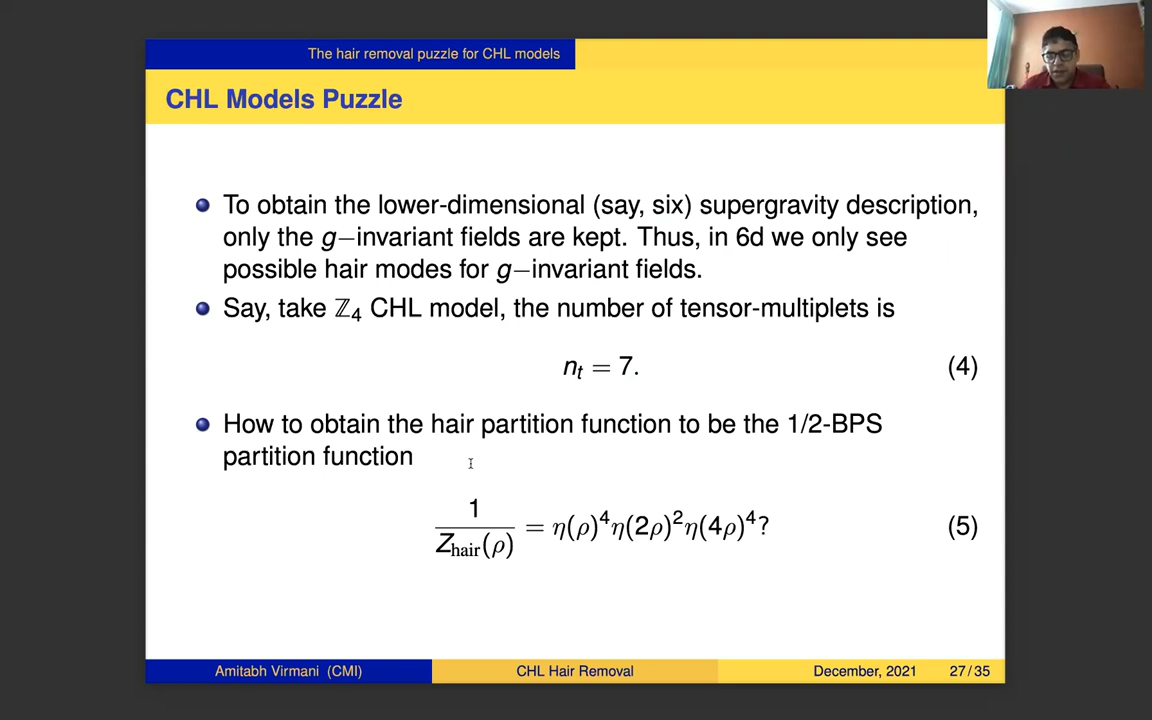 The hair removal puzzle for CHL models
CHL Models Puzzle
To obtain the lower-dimensional (say, six) supergravity description,
only the g−invariant fields are kept. Thus, in 6d we only see
possible hair modes for g−invariant fields.
Say, take ℤ₄ CHL model, the number of tensor-multiplets is
nₜ = 7. (4)
How to obtain the hair partition function to be the 1/2-BPS
partition function
1/Z_hair(ρ) = η(ρ)⁴η(2ρ)²η(4ρ)⁴? (5)
Amitabh Virmani (CMI) CHL Hair Removal December, 2021 27/35